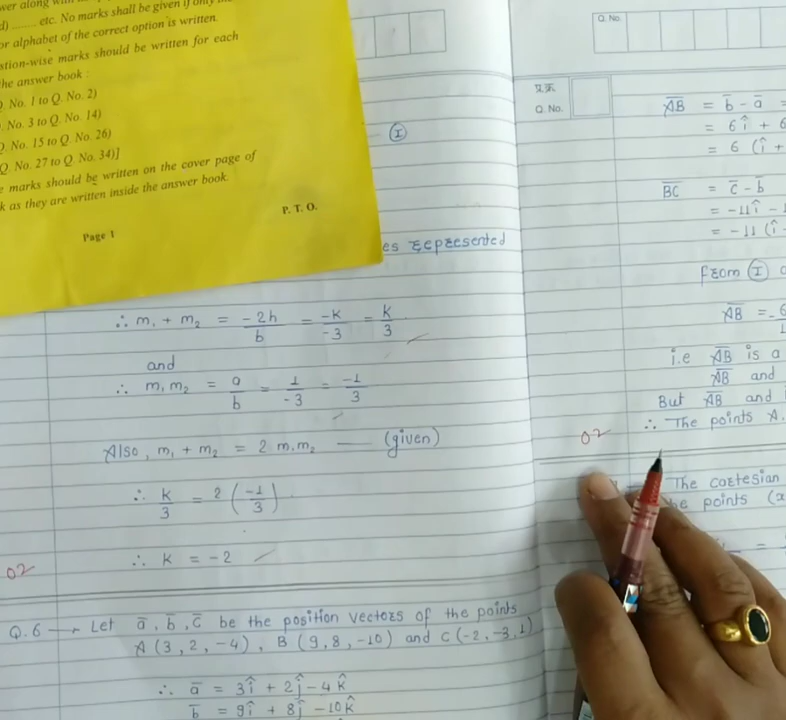 wer along with
d) ........ etc. No marks shall be given if only the
or alphabet of the correct option is written.
stion-wise marks should be written for each
the answer book :
Q. No. 1 to Q. No. 2)
Q. No. 3 to Q. No. 14)
Q. No. 15 to Q. No. 26)
Q. No. 27 to Q. No. 34)]
e marks should be written on the cover page of
k as they are written inside the answer book.
P. T. O.
Page 1
I
es represented
∴ m₁ + m₂ = -2h/b = -k/-3 = k/3
and
∴ m₁m₂ = a/b = 1/-3 = -1/3
Also, m₁ + m₂ = 2 m₁m₂ — (given)
∴ k/3 = 2 (-1/3)
∴ k = -2
02
Q.6 → Let a̅, b̅, c̅ be the position vectors of the points
A (3, 2, -4), B (9, 8, -10) and C (-2, -3, 1)
∴ a̅ = 3î + 2ĵ - 4k̂
b̅ = 9î + 8ĵ - 10k̂
Q. No.
प्र.क्र.
Q. No.
A̅B̅ = b̅ - a̅ =
= 6î + 6
= 6 (î +
B̅C̅ = c̅ - b̅
= -11î -
= -11 (î
from I
A̅B̅ = -6
i.e A̅B̅ is a
A̅B̅ and
But A̅B̅ and
∴ The points A.
02
The cartesian
points (x